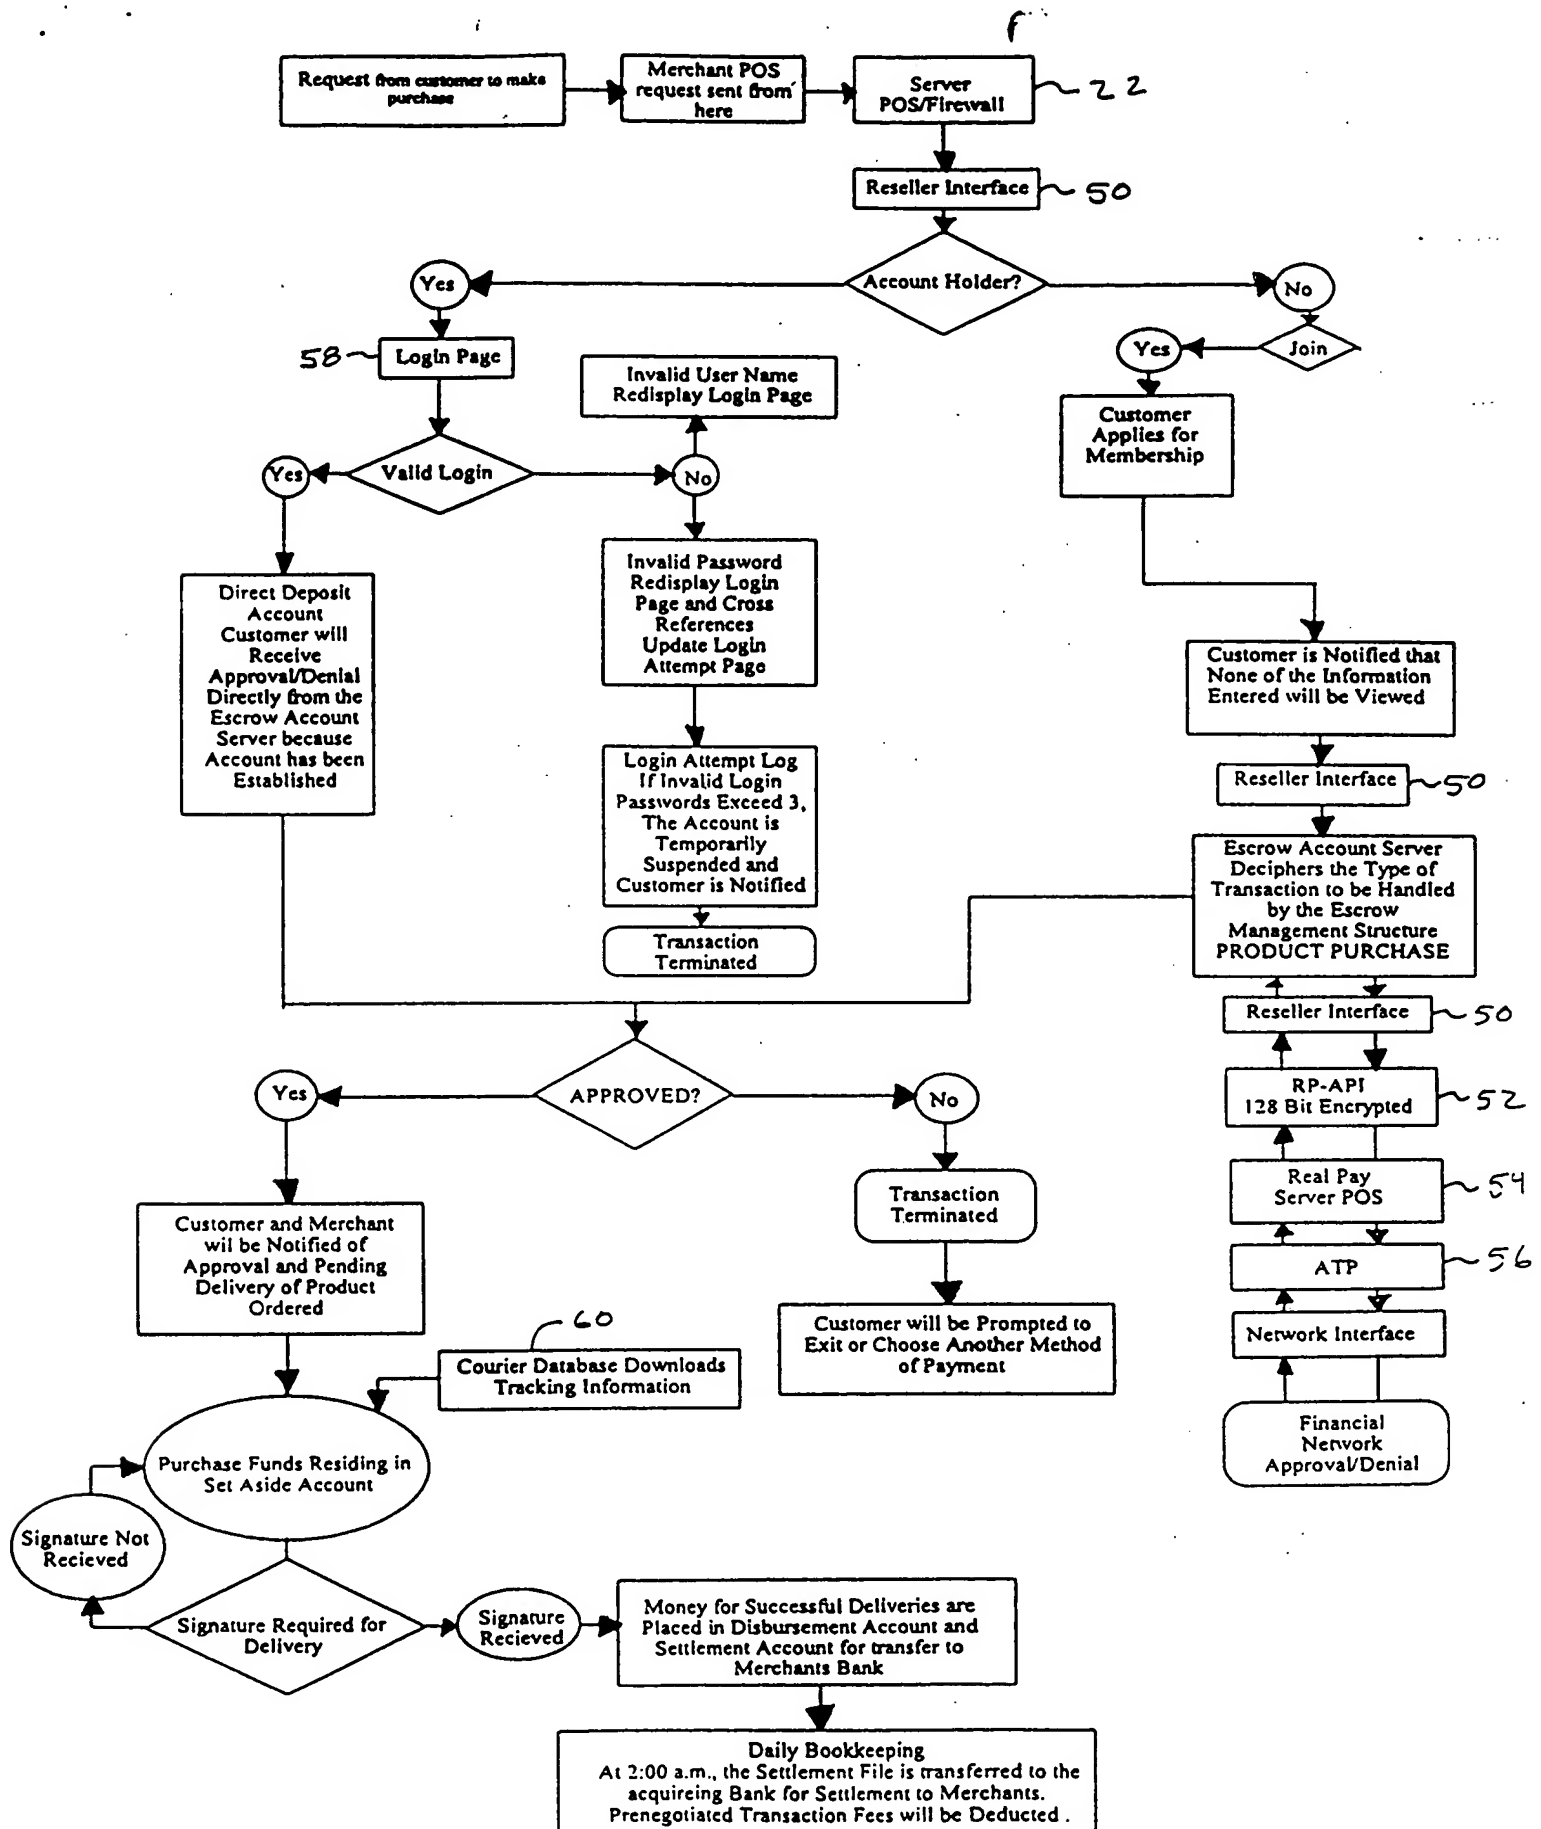 Request from customer to make
purchase
Merchant POS
request sent from
here
Server
POS/Firewall
22
Reseller Interface
50
Account Holder?
Yes
No
58
Login Page
Join
Yes
Invalid User Name
Redisplay Login Page
Customer
Applies for
Membership
Valid Login
Yes
No
Direct Deposit
Account
Customer will
Receive
Approval/Denial
Directly from the
Escrow Account
Server because
Account has been
Established
Invalid Password
Redisplay Login
Page and Cross
References
Update Login
Attempt Page
Customer is Notified that
None of the Information
Entered will be Viewed
Login Attempt Log
If Invalid Login
Passwords Exceed 3,
The Account is
Temporarily
Suspended and
Customer is Notified
Reseller Interface
50
Transaction
Terminated
Escrow Account Server
Deciphers the Type of
Transaction to be Handled
by the Escrow
Management Structure
PRODUCT PURCHASE
Reseller Interface
50
RP-API
128 Bit Encrypted
52
APPROVED?
Yes
No
Real Pay
Server POS
54
Transaction
Terminated
ATP
56
Customer and Merchant
wil be Notified of
Approval and Pending
Delivery of Product
Ordered
Network Interface
Customer will be Prompted to
Exit or Choose Another Method
of Payment
60
Courier Database Downloads
Tracking Information
Financial
Network
Approval/Denial
Purchase Funds Residing in
Set Aside Account
Signature Not
Recieved
Signature Required for
Delivery
Signature
Recieved
Money for Successful Deliveries are
Placed in Disbursement Account and
Settlement Account for transfer to
Merchants Bank
Daily Bookkeeping
At 2:00 a.m., the Settlement File is transferred to the
acquireing Bank for Settlement to Merchants.
Prenegotiated Transaction Fees will be Deducted .